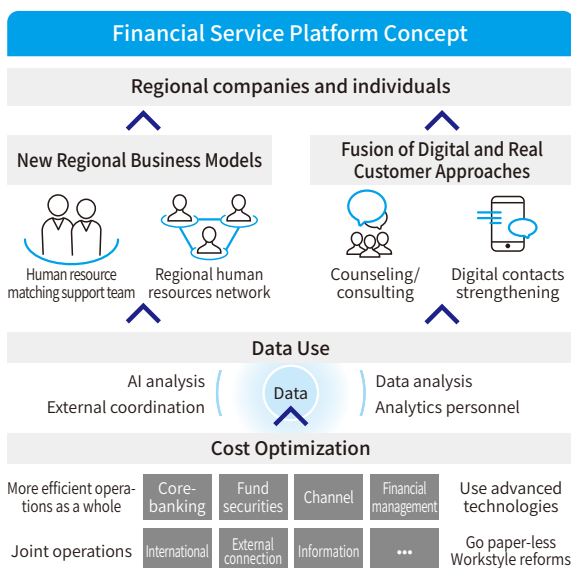 Financial Service Platform Concept
Regional companies and individuals
New Regional Business Models
Fusion of Digital and Real
Customer Approaches
Human resource
matching support team
Regional human
resources network
Counseling/
consulting
Digital contacts
strengthening
Data Use
AI analysis
External coordination
Data
Data analysis
Analytics personnel
Cost Optimization
More efficient opera-
tions as a whole
Core-
banking
Fund
securities
Channel
Financial
management
Use advanced
technologies
Joint operations
International
External
connection
Information
•••
Go paper-less
Workstyle reforms